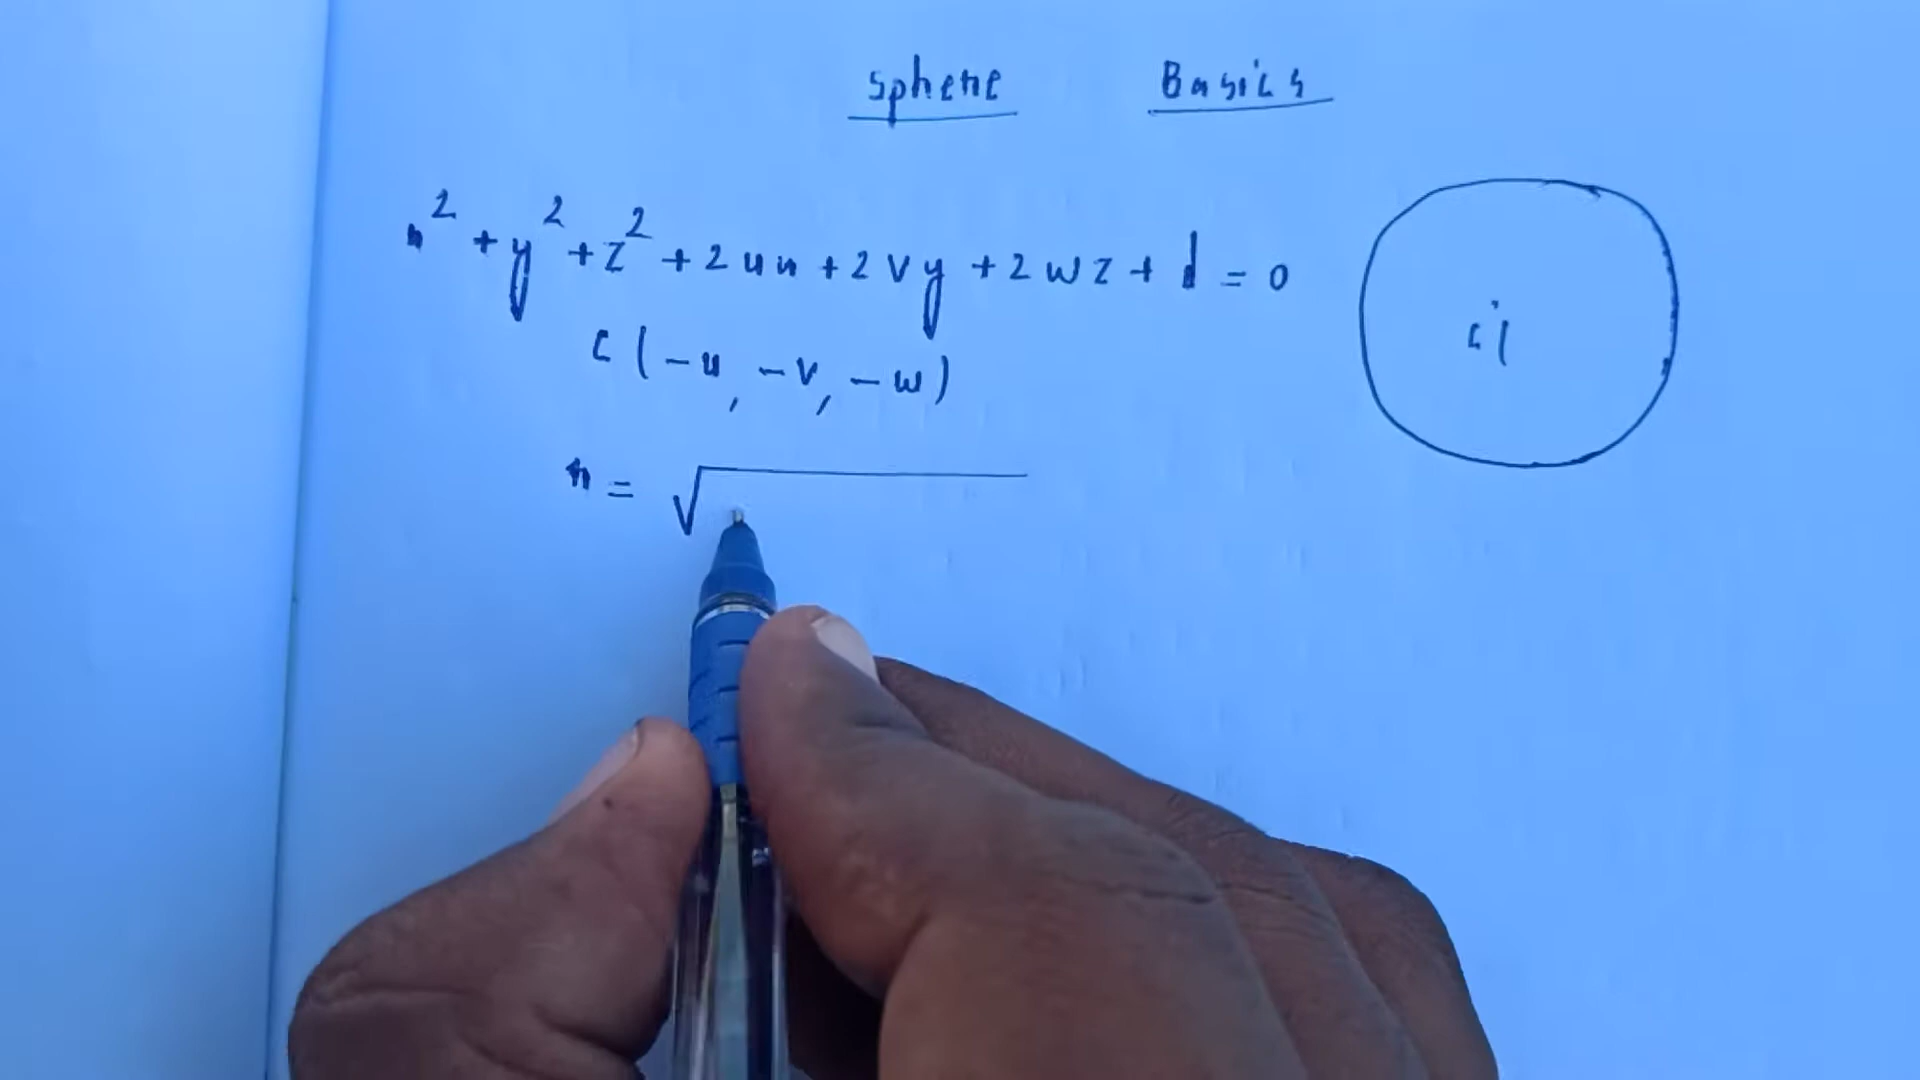 Sphere Basics
x² + y² + z² + 2ux + 2vy + 2wz + d = 0
C(-u, -v, -w)
r = √
C(